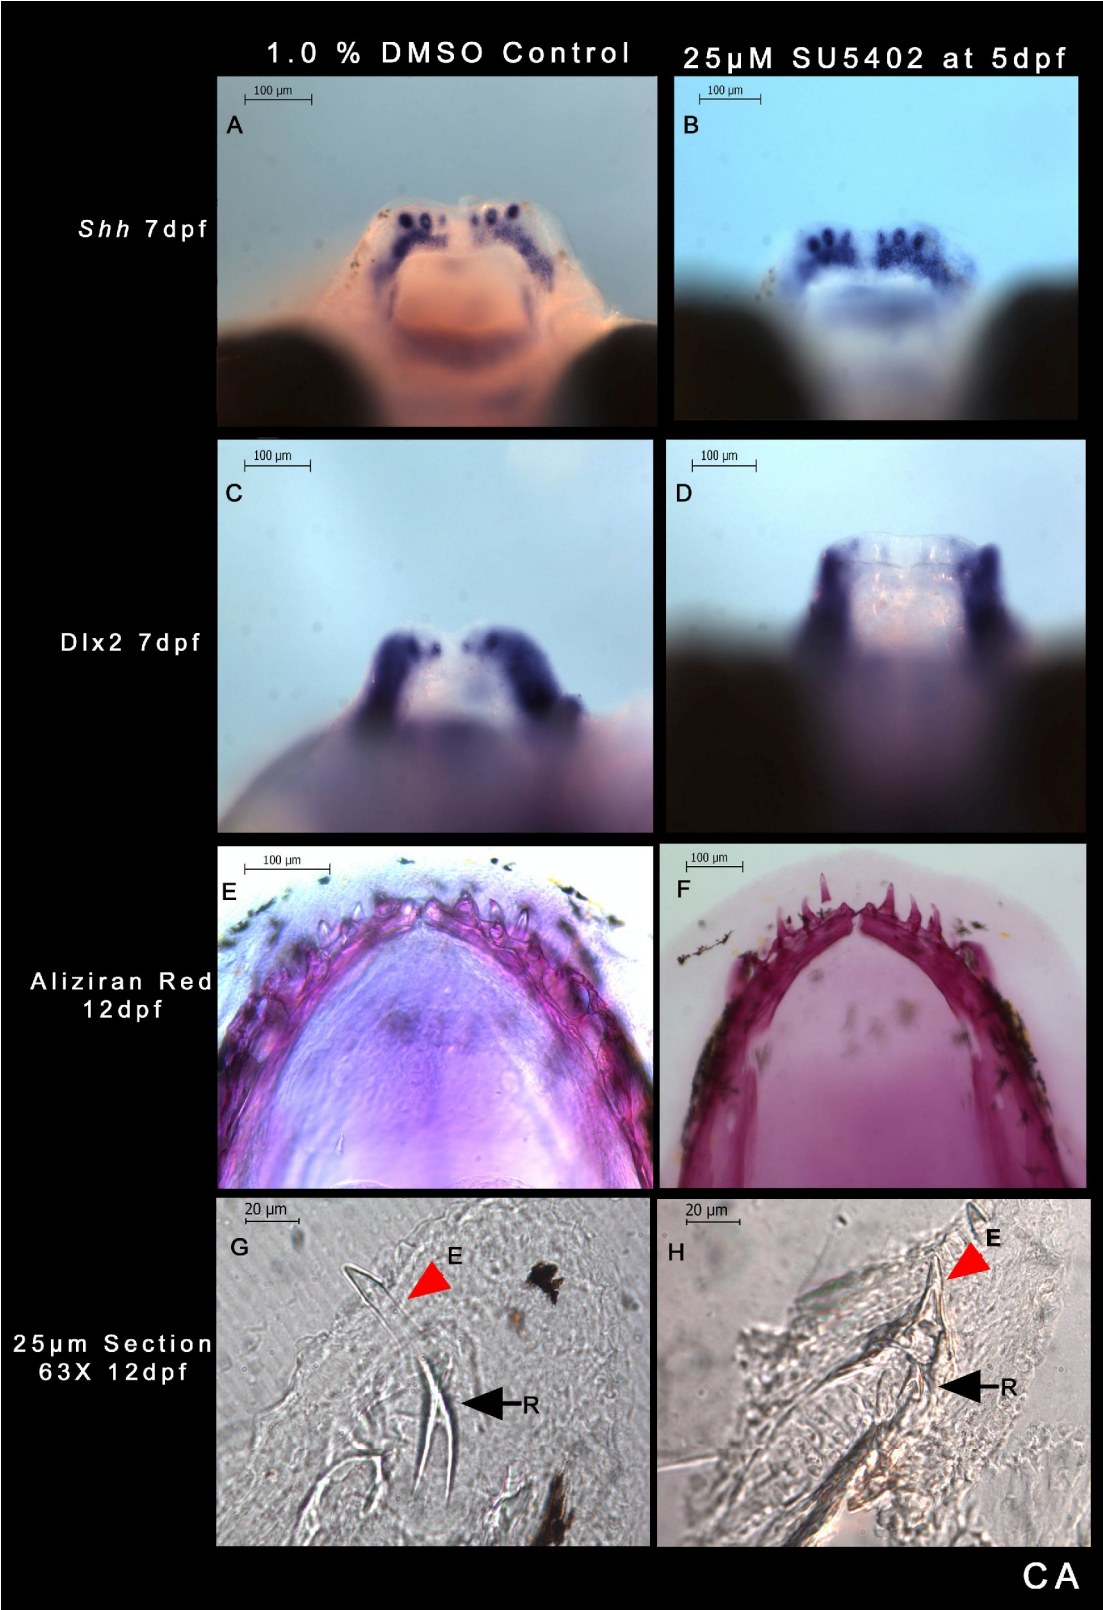 1.0 % DMSO Control
25µM SU5402 at 5dpf
100 µm
A
100 µm
B
Shh 7dpf
100 µm
C
100 µm
D
Dlx2 7dpf
100 µm
E
100 µm
F
Aliziran Red
12dpf
20 µm
G
E
R
20 µm
H
E
R
25µm Section
63X 12dpf
CA